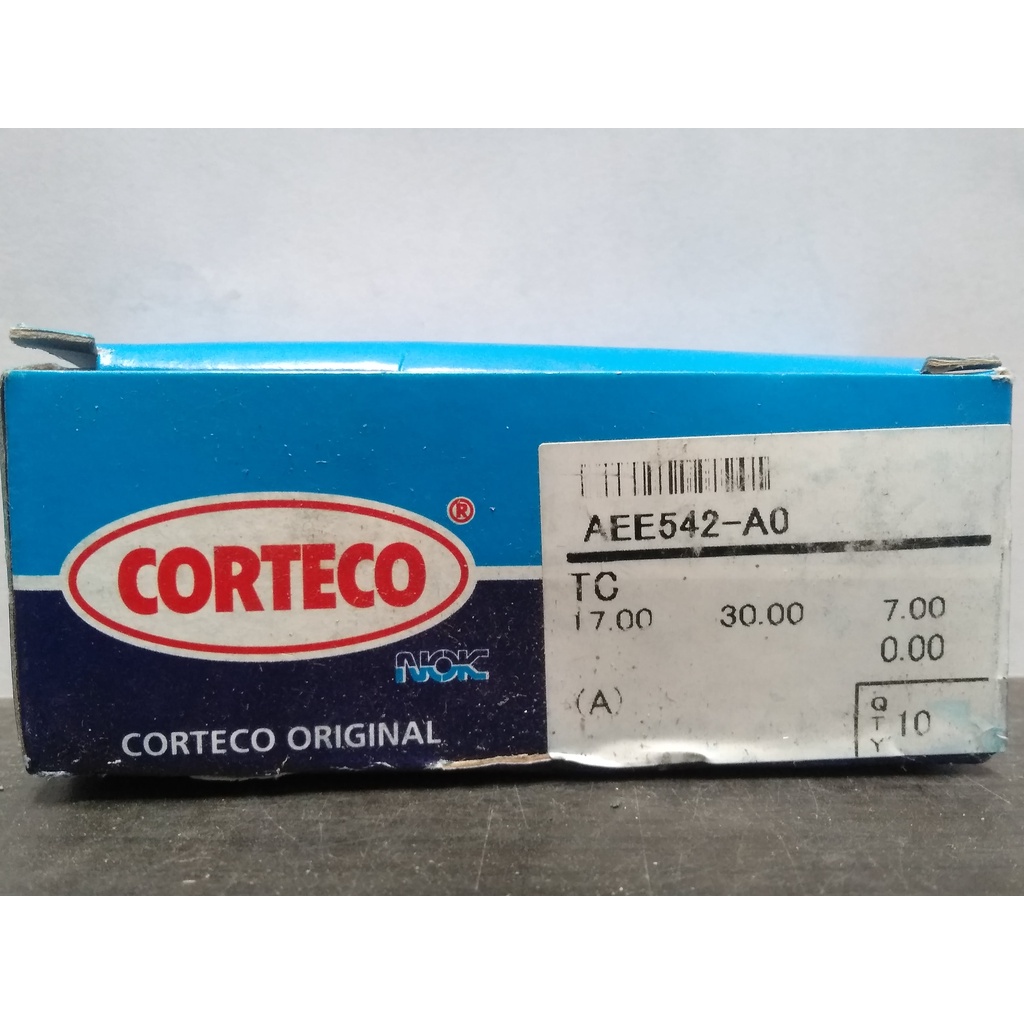 CORTECO®
NOK
CORTECO ORIGINAL
AEE542-A0
TC
17.00 30.00 7.00
0.00
(A)
QTY 10